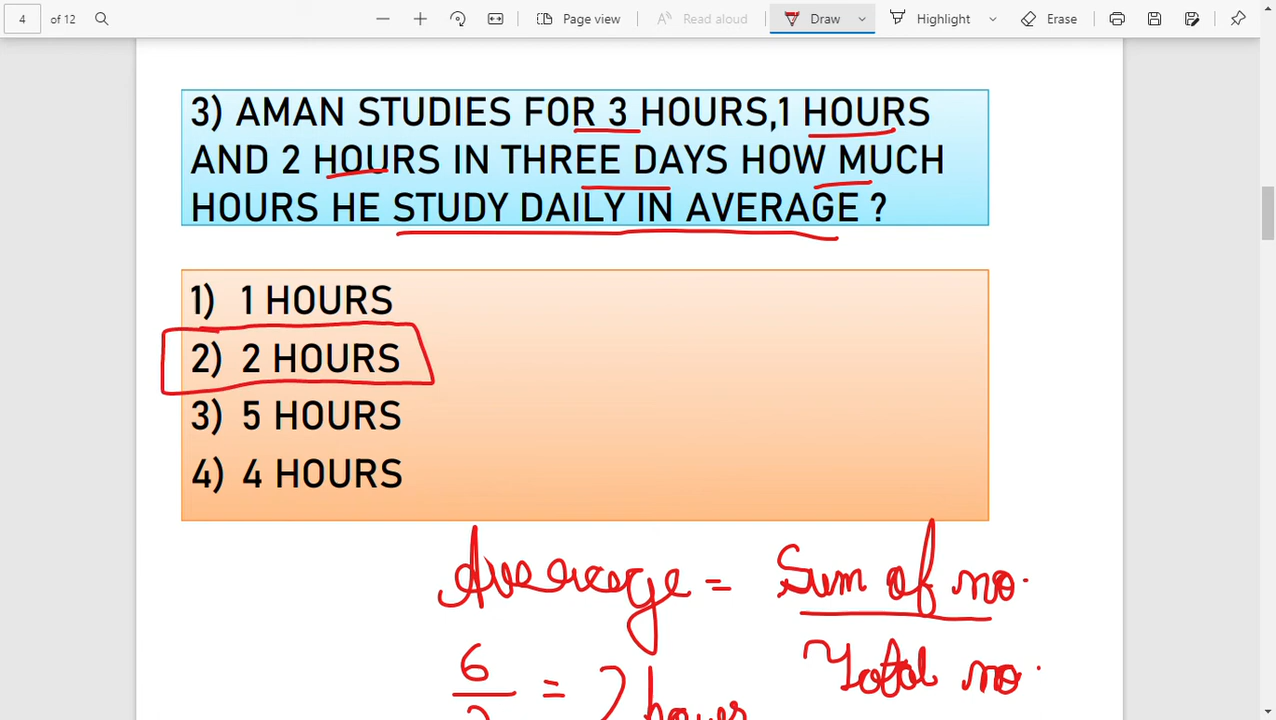 4 of 12 Page view Read aloud Draw Highlight Erase
3) AMAN STUDIES FOR 3 HOURS,1 HOURS
AND 2 HOURS IN THREE DAYS HOW MUCH
HOURS HE STUDY DAILY IN AVERAGE ?
1) 1 HOURS
2) 2 HOURS
3) 5 HOURS
4) 4 HOURS
Average = Sum of no.
Total no.
6
= 2 hours